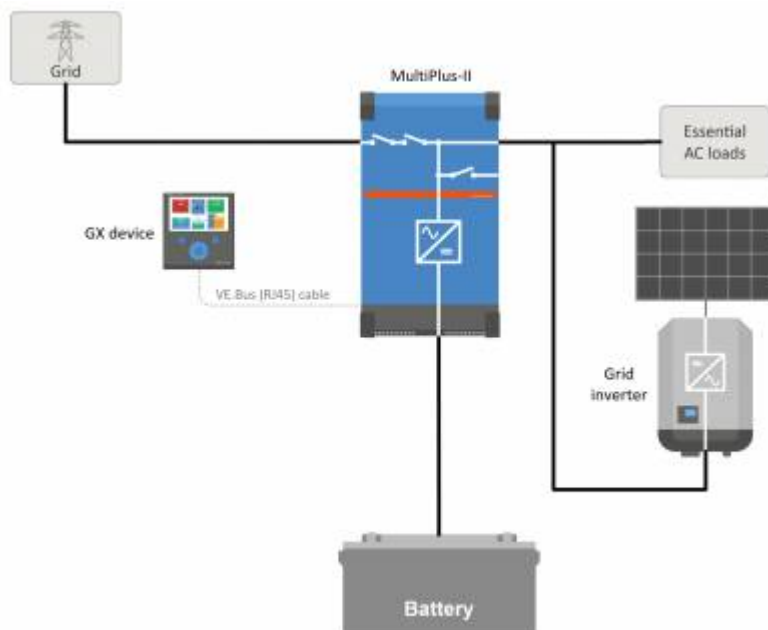 Grid
MultiPlus-II
Essential
AC loads
GX device
VE.Bus (RJ45) cable
Grid
inverter
Battery